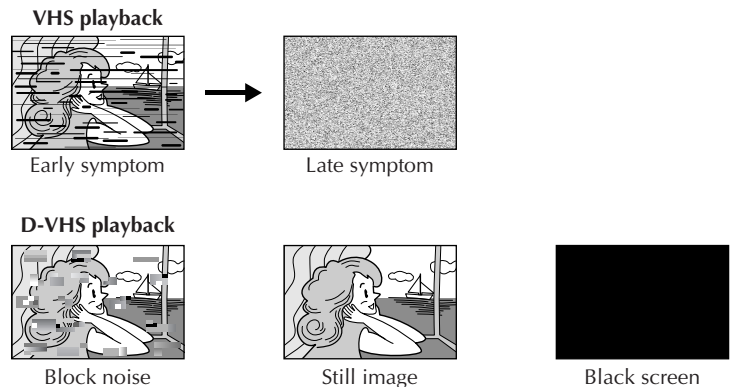 VHS playback
Early symptom
Late symptom
D-VHS playback
Block noise
Still image
Black screen